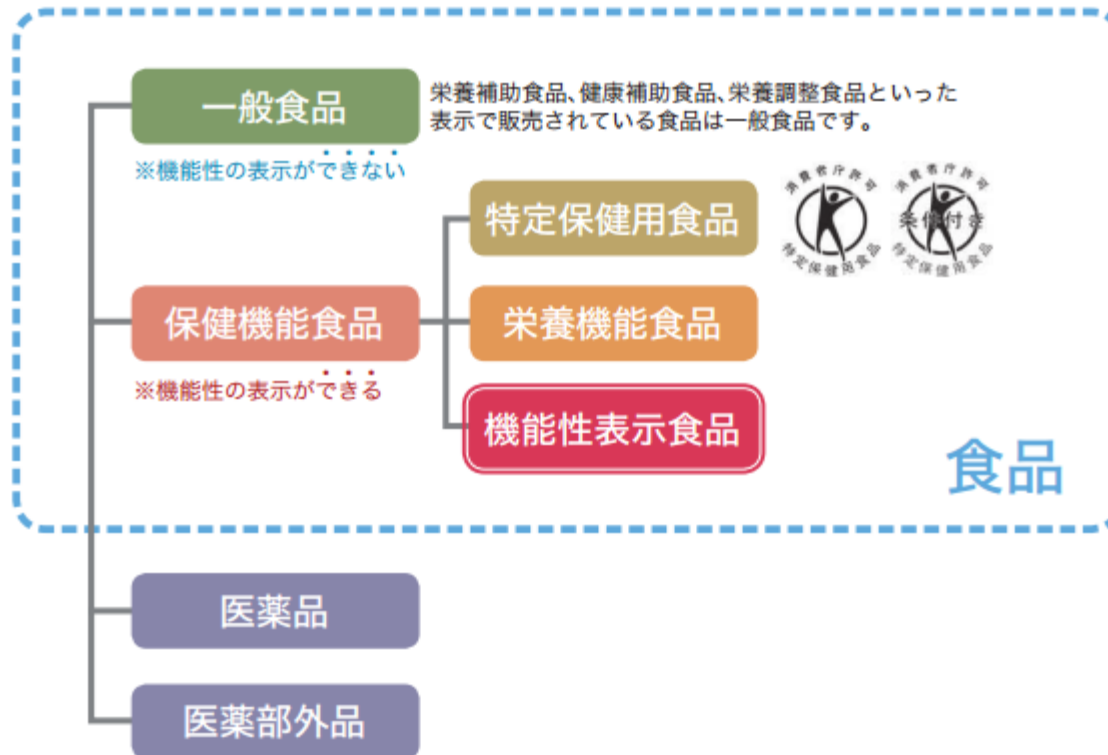 一般食品
栄養補助食品、健康補助食品、栄養調整食品といった
表示で販売されている食品は一般食品です。
※機能性の表示ができない
特定保健用食品
消費者庁許可
特定保健用食品
消費者庁許可
条件付き
特定保健用食品
保健機能食品
栄養機能食品
※機能性の表示ができる
機能性表示食品
食品
医薬品
医薬部外品